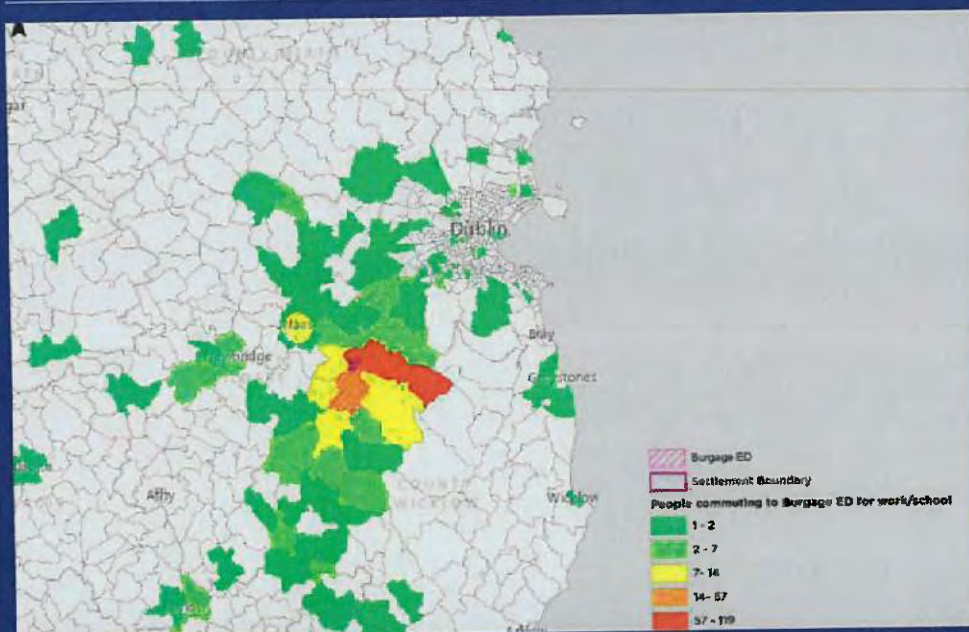 A
Dublin
Naas
Bray
Greystones
Athy
Wicklow
Burgage ED
Settlement Boundary
People commuting to Burgage ED for work/school
1 - 2
2 - 7
7 - 14
14 - 57
57 - 119